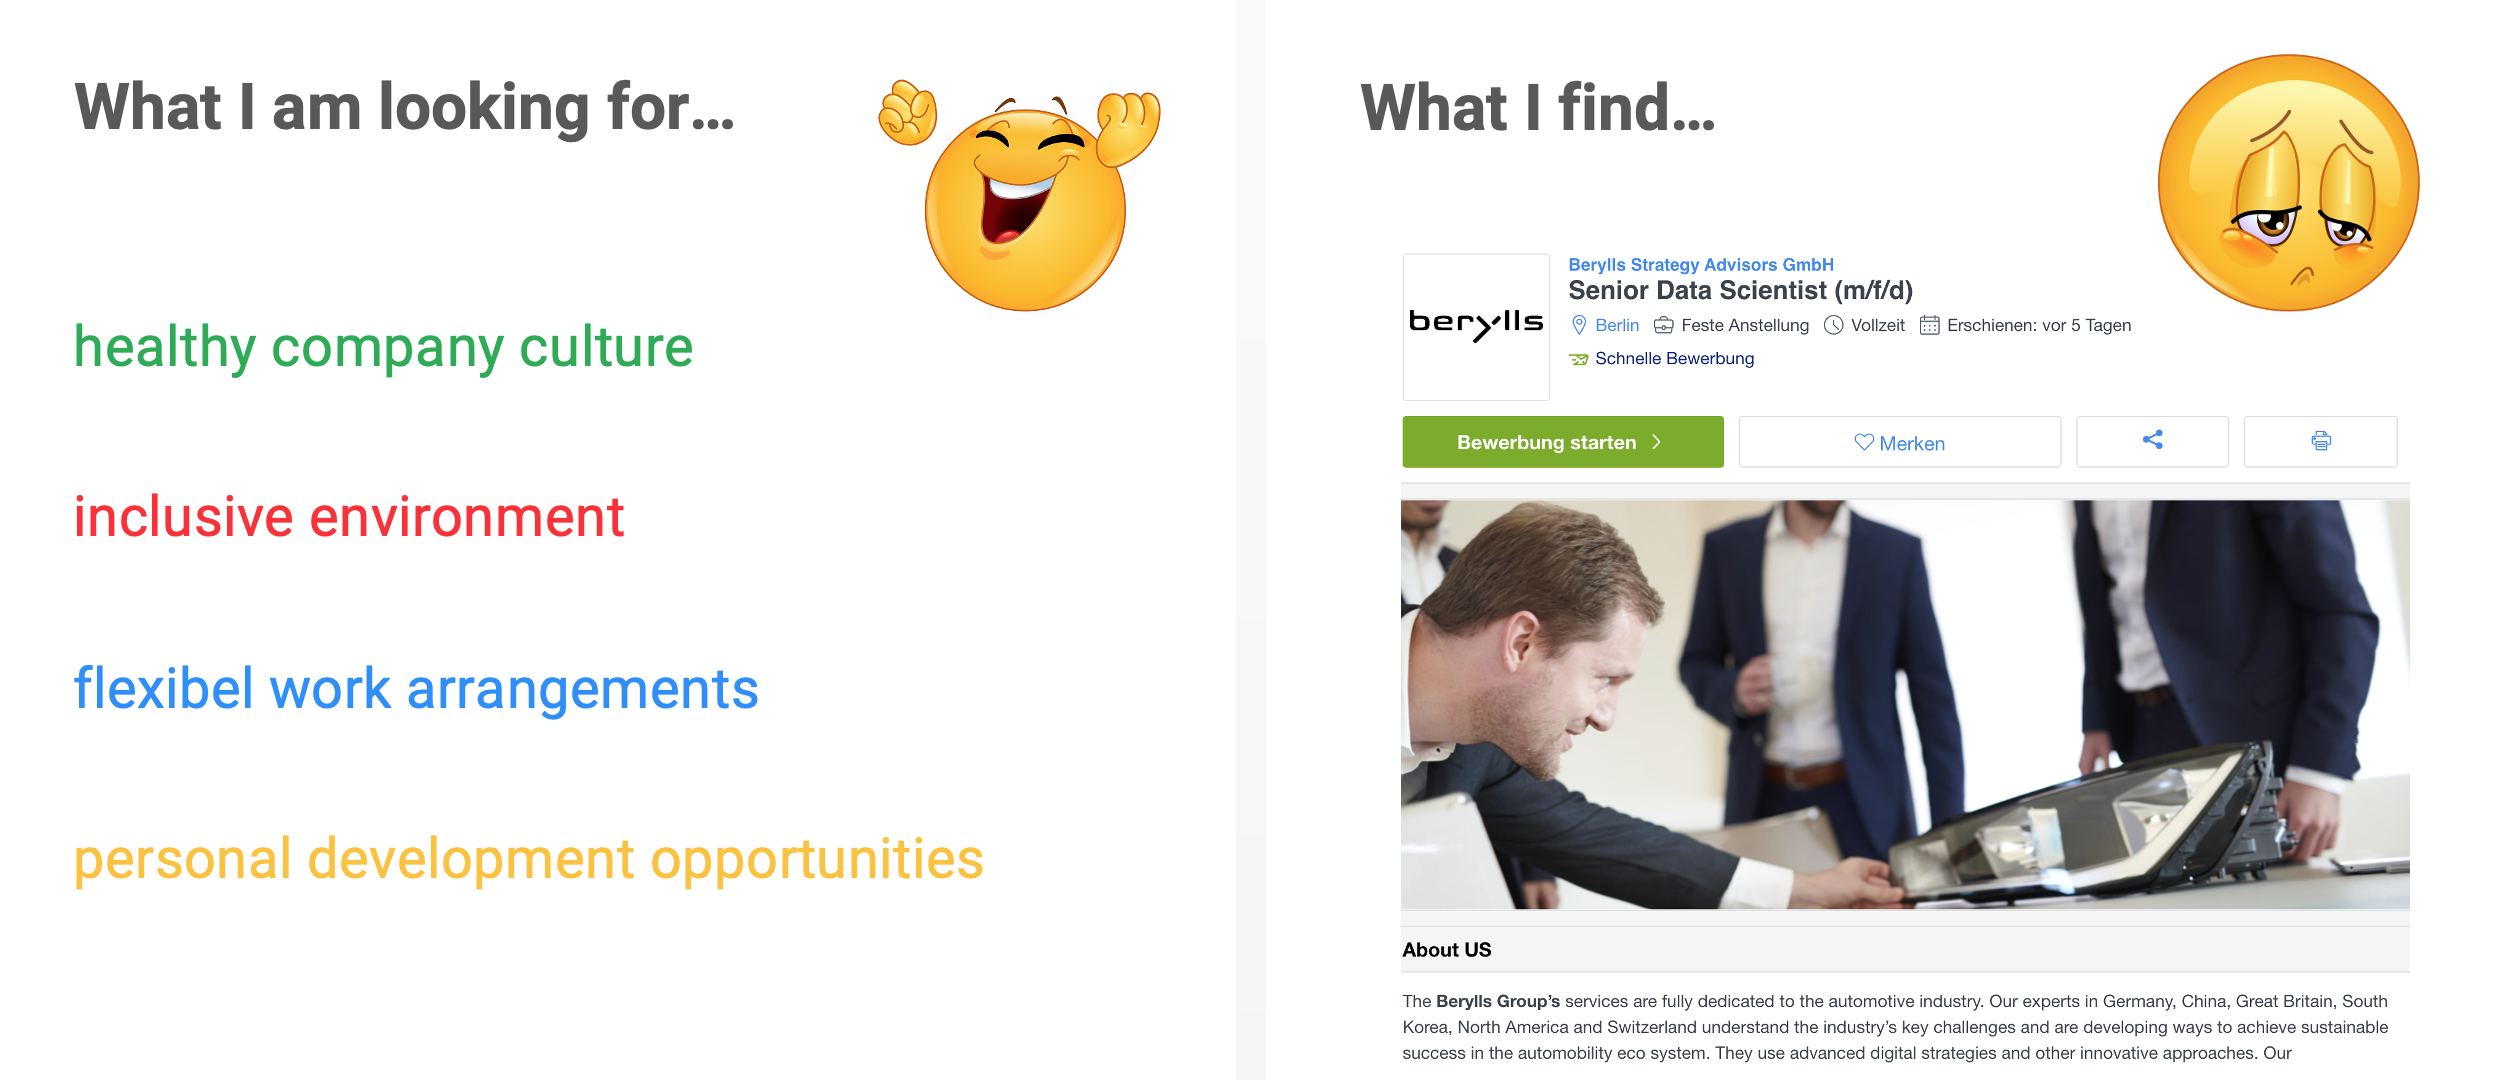 What I am looking for...
healthy company culture
inclusive environment
flexibel work arrangements
personal development opportunities
What I find...
berylls
Berylls Strategy Advisors GmbH
Senior Data Scientist (m/f/d)
Berlin Feste Anstellung Vollzeit Erschienen: vor 5 Tagen
Schnelle Bewerbung
Bewerbung starten
Merken
About US
The Berylls Group’s services are fully dedicated to the automotive industry. Our experts in Germany, China, Great Britain, South
Korea, North America and Switzerland understand the industry’s key challenges and are developing ways to achieve sustainable
success in the automobility eco system. They use advanced digital strategies and other innovative approaches. Our